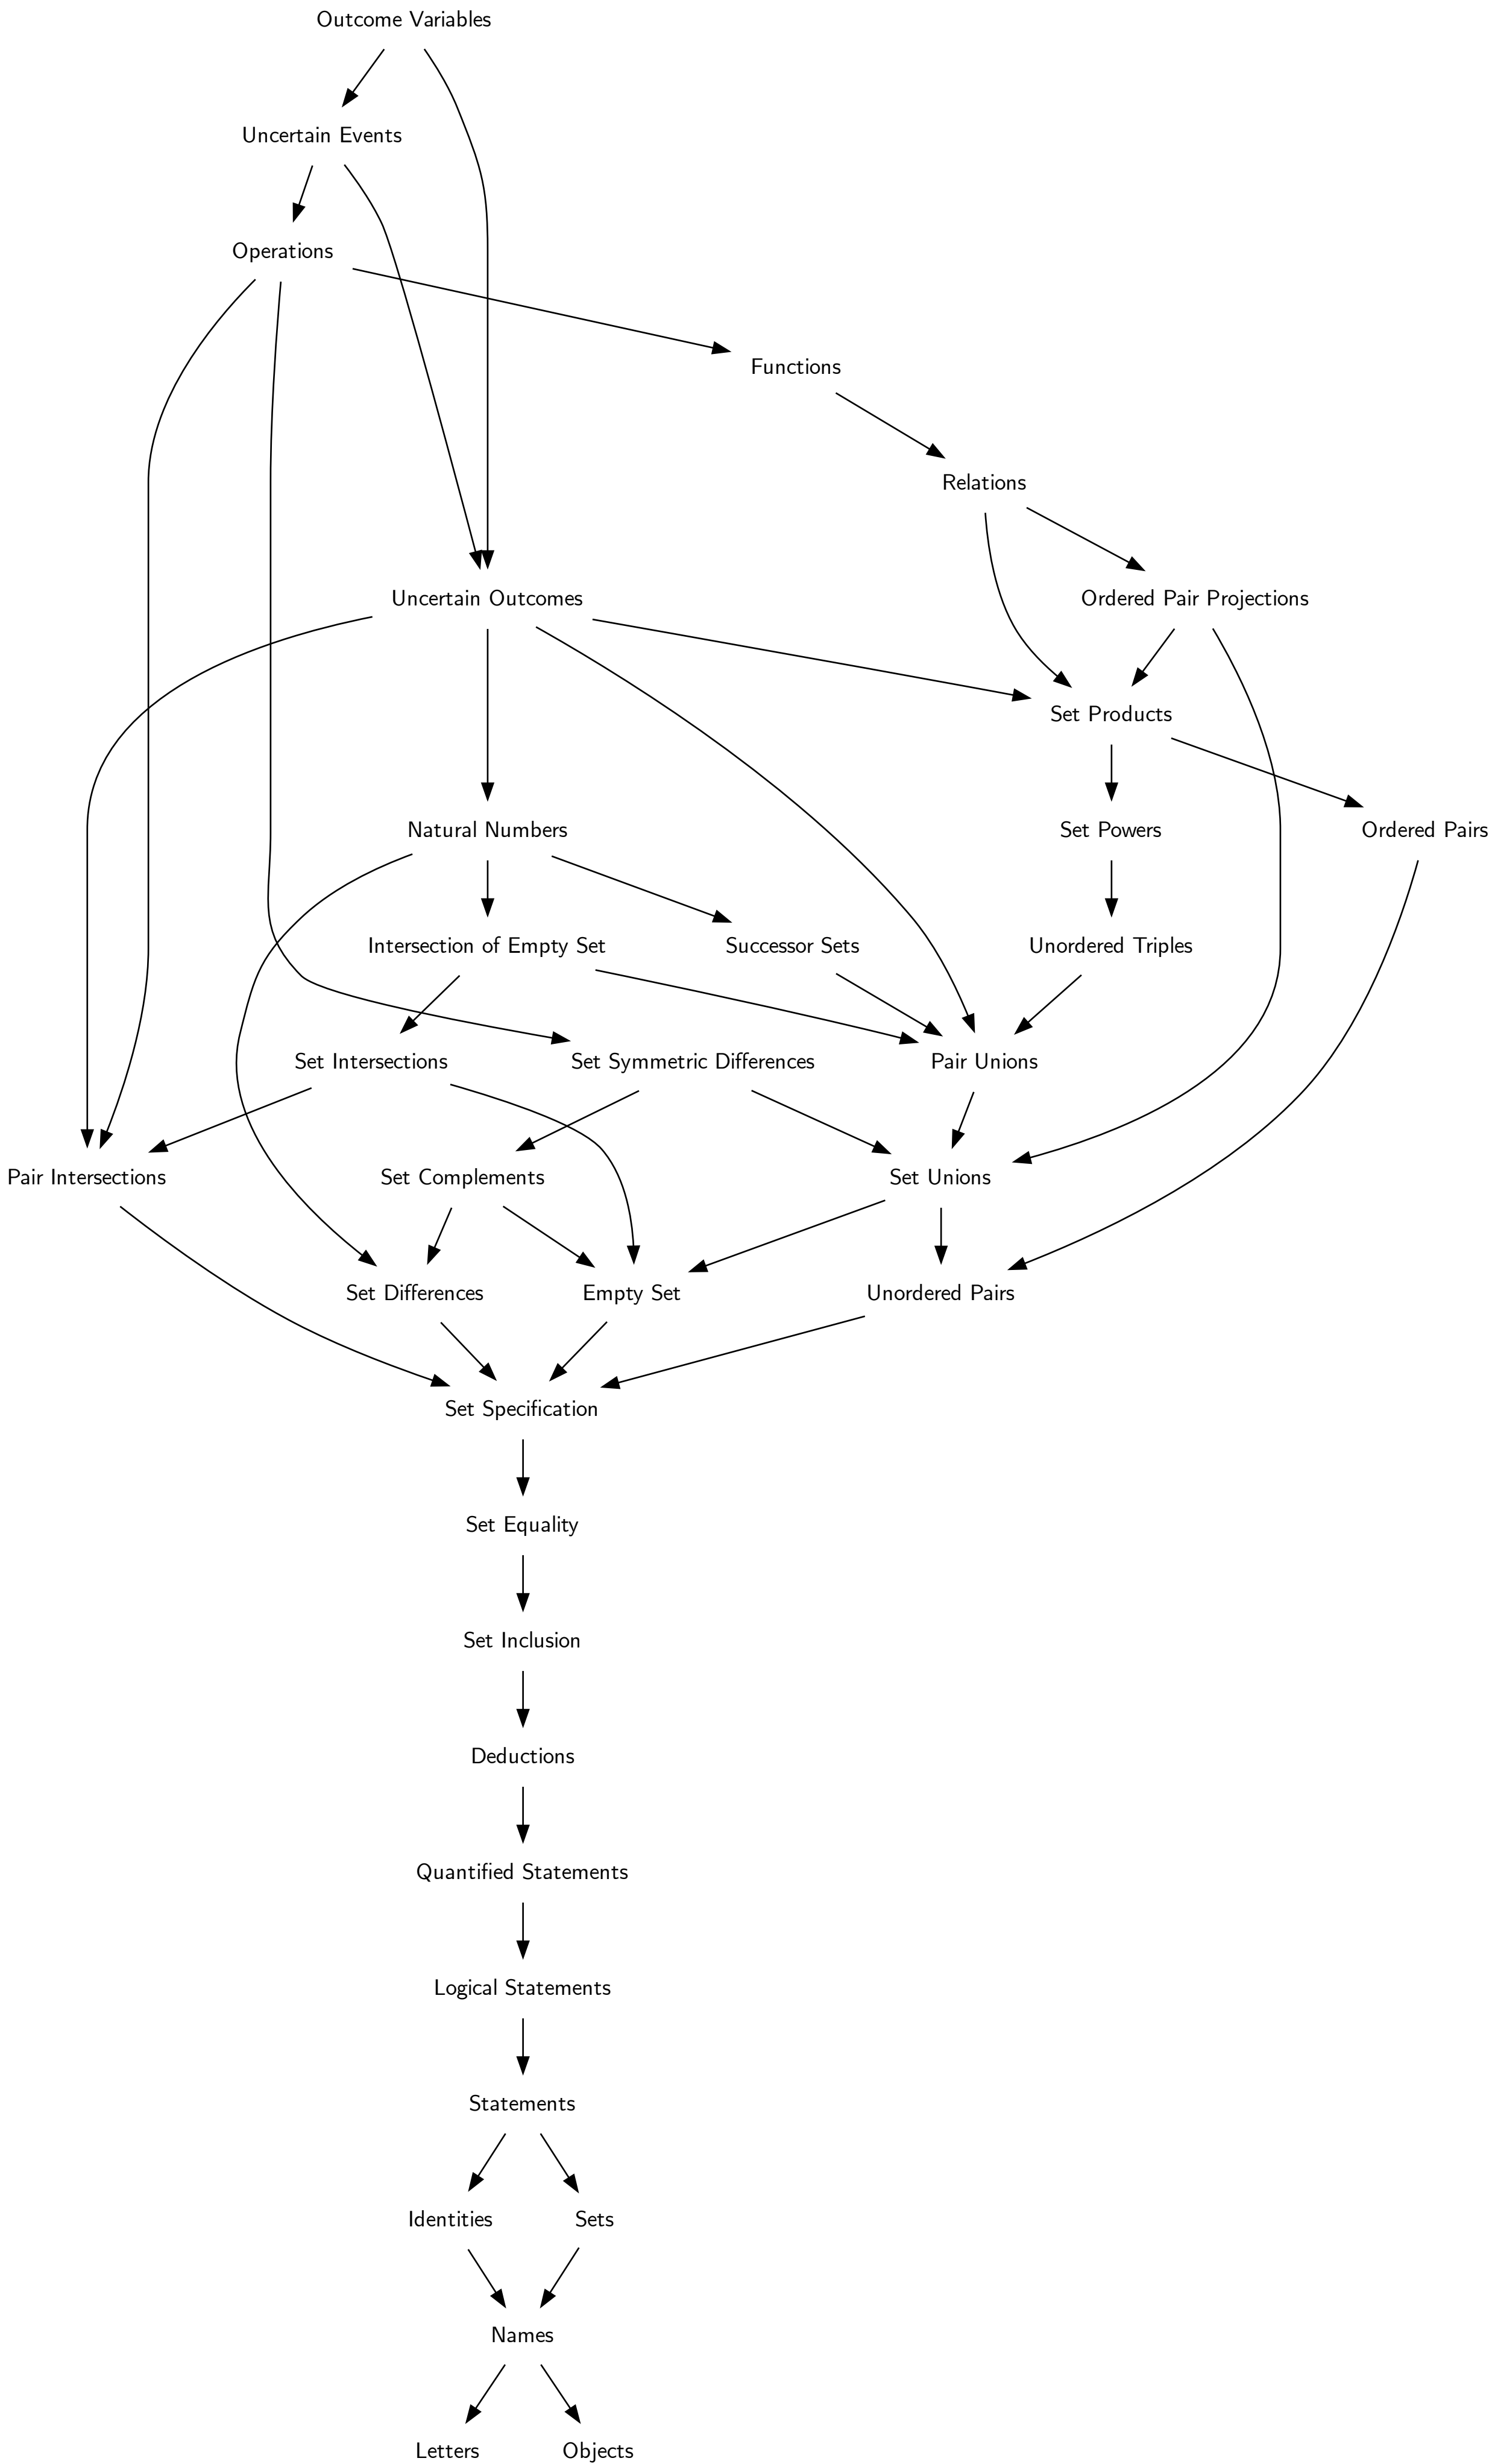 Outcome Variables
Uncertain Events
Operations
Functions
Relations
Uncertain Outcomes
Ordered Pair Projections
Set Products
Natural Numbers
Set Powers
Ordered Pairs
Intersection of Empty Set
Successor Sets
Unordered Triples
Set Intersections
Set Symmetric Differences
Pair Unions
Pair Intersections
Set Complements
Set Unions
Set Differences
Empty Set
Unordered Pairs
Set Specification
Set Equality
Set Inclusion
Deductions
Quantified Statements
Logical Statements
Statements
Identities
Sets
Names
Letters
Objects